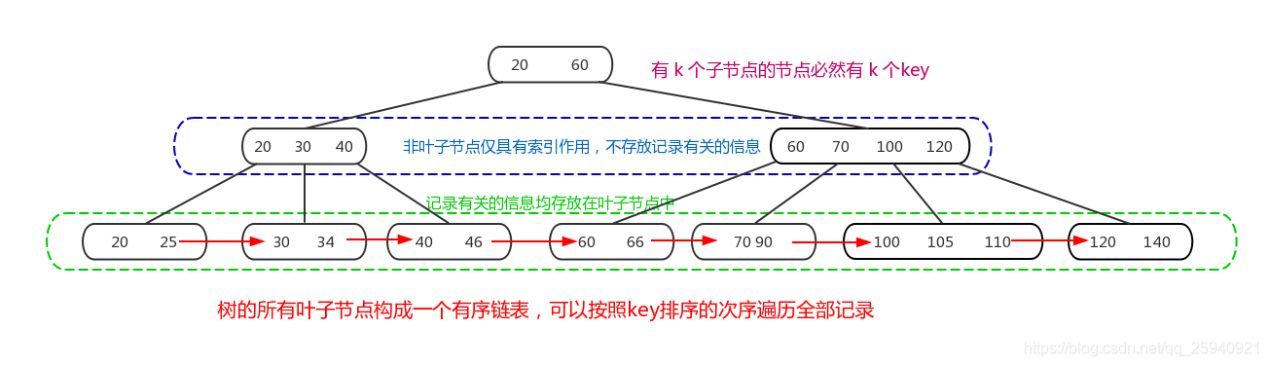 20 60
有 k 个子节点的节点必然有 k 个key
20 30 40
非叶子节点仅具有索引作用，不存放记录有关的信息
60 70 100 120
记录有关的信息均存放在叶子节点中
20 25 30 34 40 46 60 66 70 90 100 105 110 120 140
树的所有叶子节点构成一个有序链表，可以按照key排序的次序遍历全部记录
https://blog.csdn.net/qq_25940921